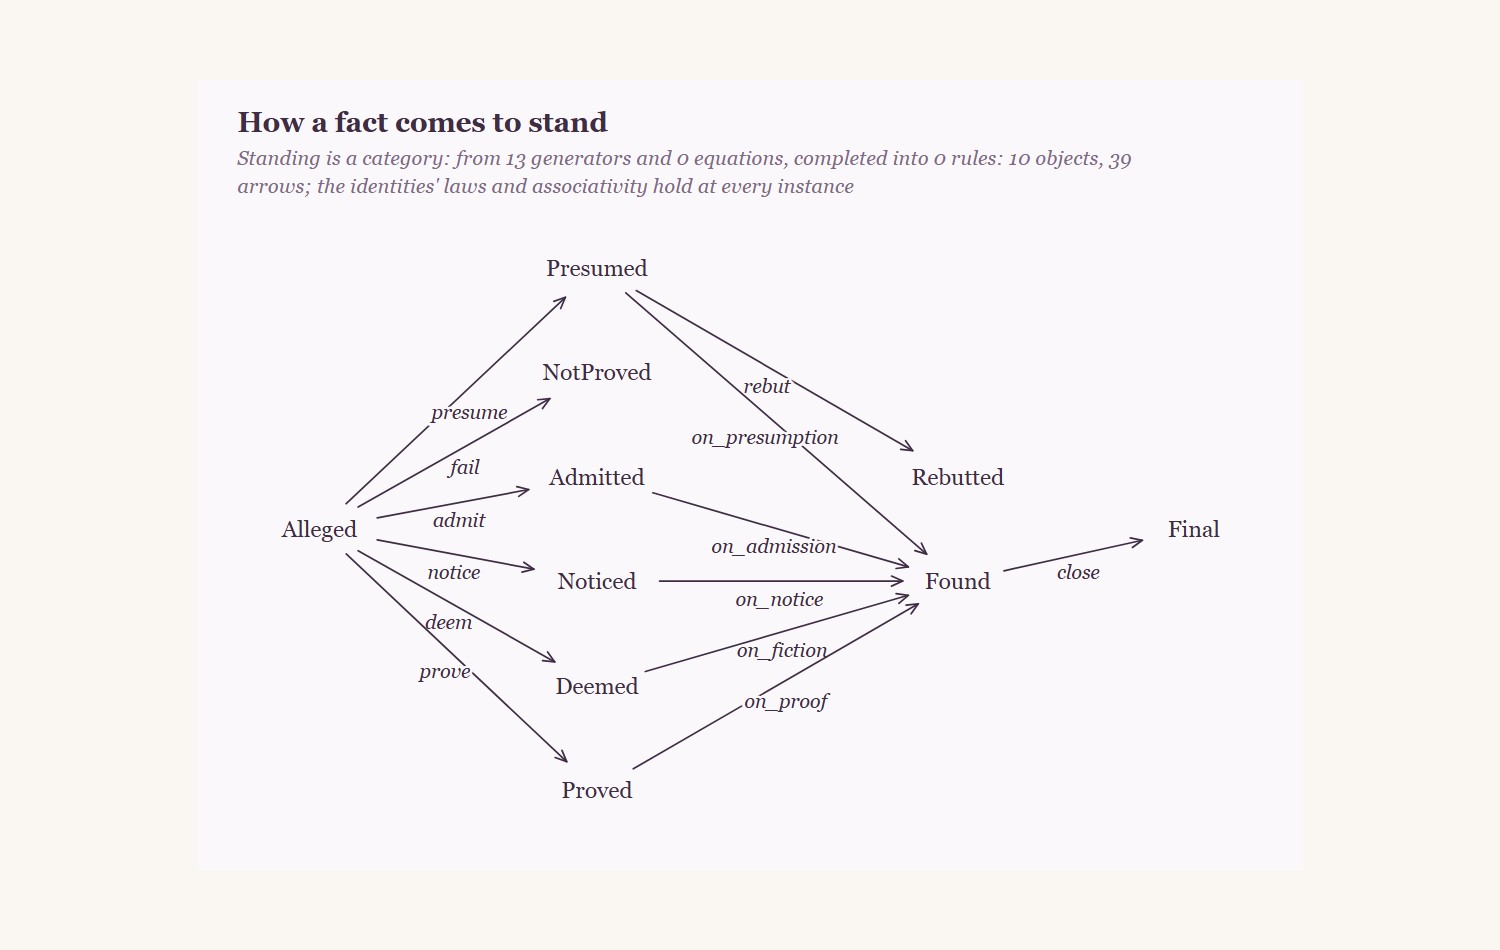 How a fact comes to stand
Standing is a category: from 13 generators and 0 equations, completed into 0 rules: 10 objects, 39
arrows; the identities' laws and associativity hold at every instance
Presumed
NotProved
rebut
presume
on_presumption
fail
Admitted
Rebutted
admit
Alleged
Final
on_admission
notice
Noticed
Found
close
on_notice
deem
on_fiction
prove
Deemed
on_proof
Proved